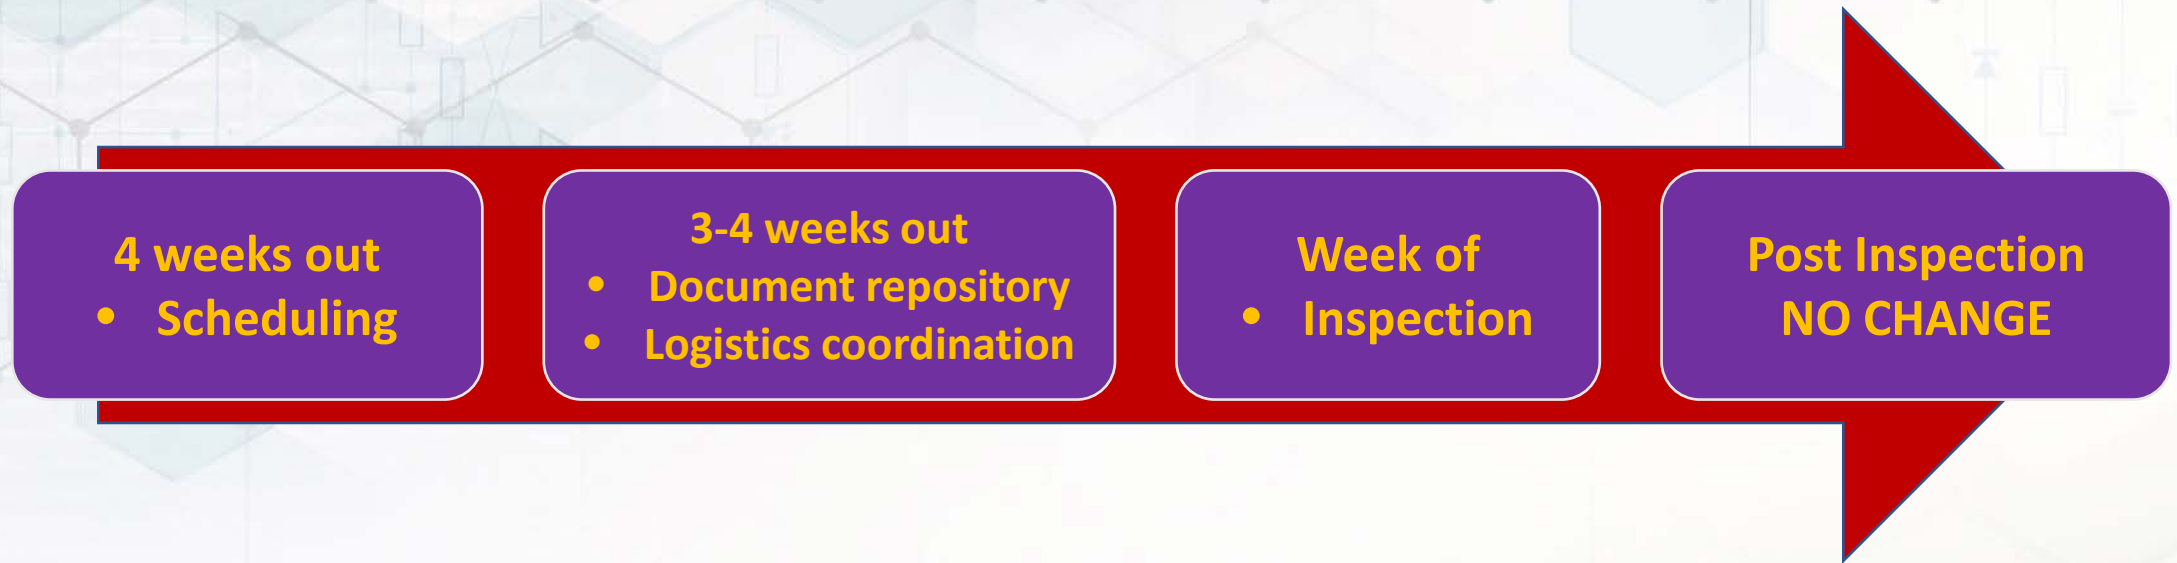 4 weeks out
• Scheduling
3-4 weeks out
• Document repository
• Logistics coordination
Week of
• Inspection
Post Inspection
NO CHANGE